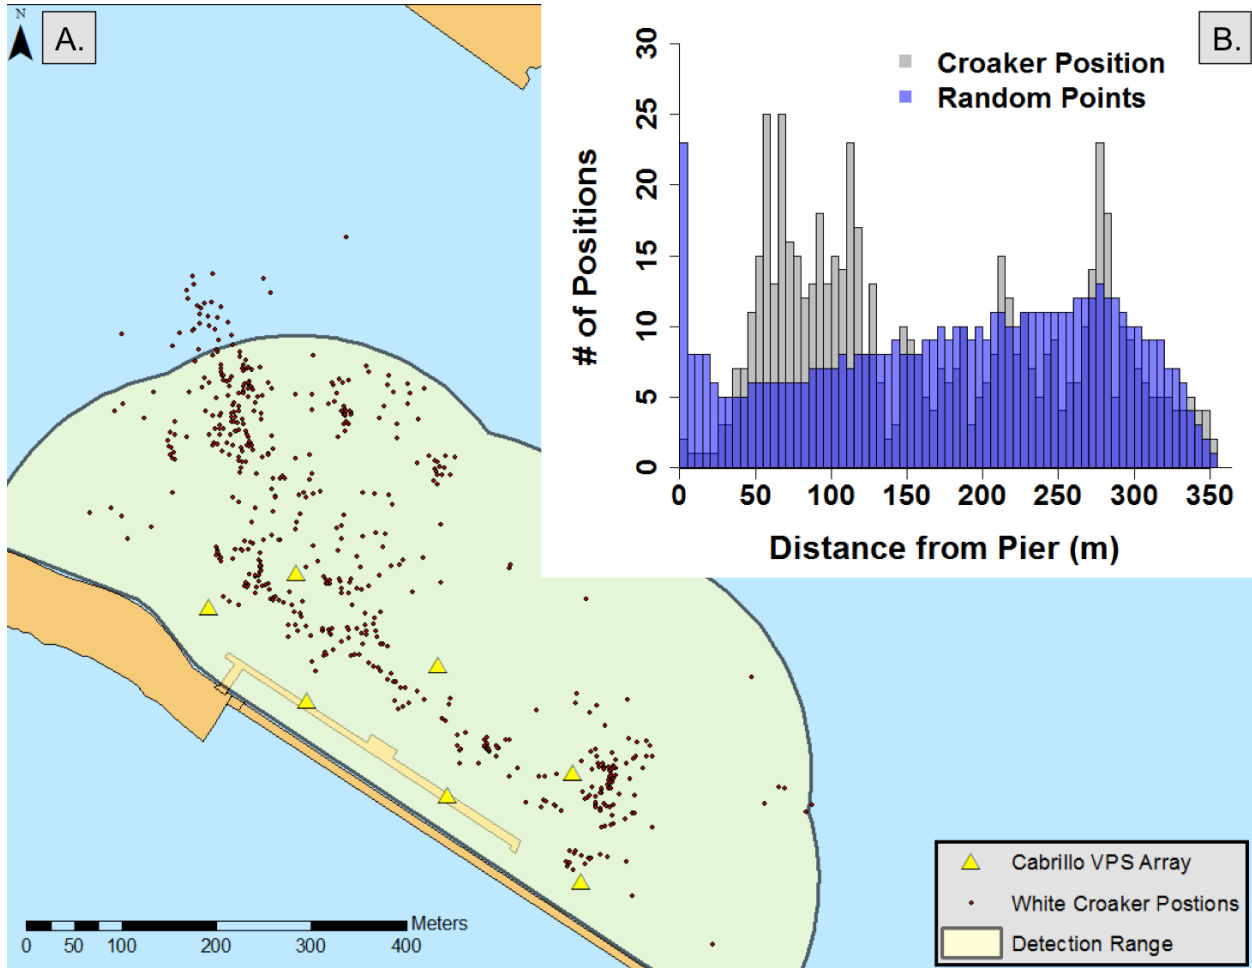 N
A.
B.
30
25
20
15
10
5
0
# of Positions
Croaker Position
Random Points
0 50 100 150 200 250 300 350
Distance from Pier (m)
Meters
0 50 100 200 300 400
Cabrillo VPS Array
White Croaker Postions
Detection Range